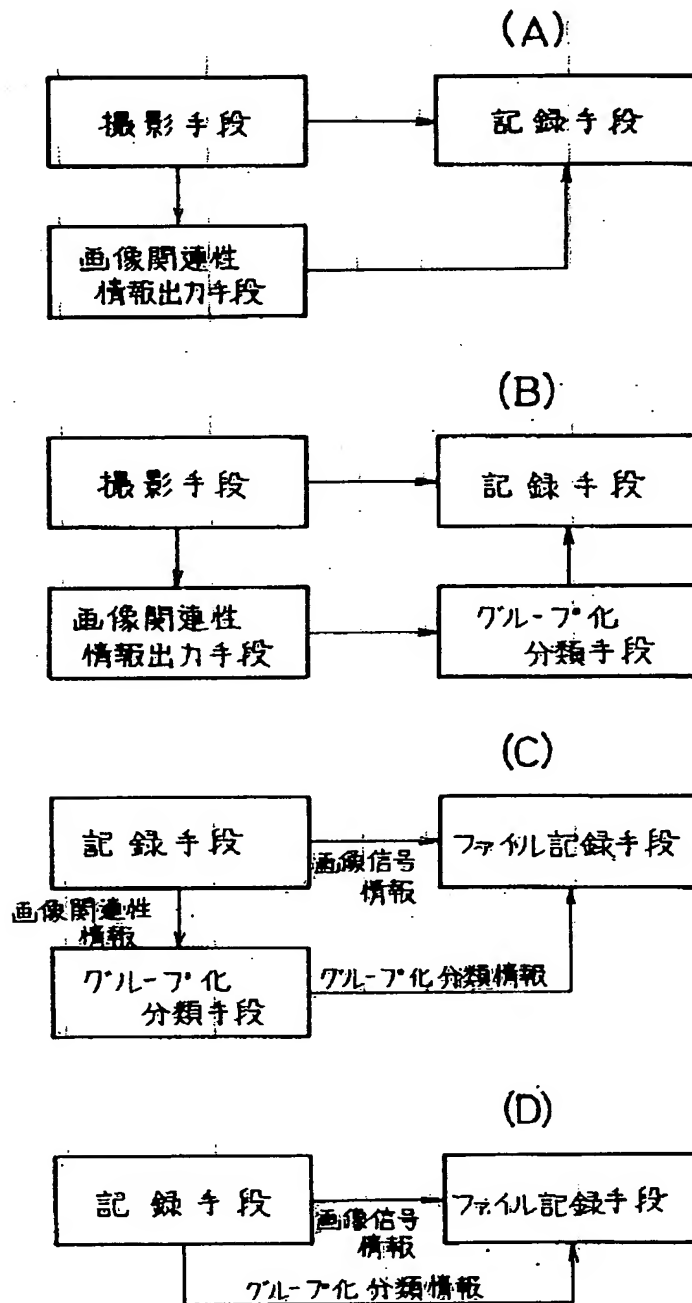 (A)
撮影手段
記録手段
画像関連性
情報出力手段
(B)
撮影手段
記録手段
画像関連性
情報出力手段
グループ化
分類手段
(C)
記録手段
画像信号
情報
ファイル記録手段
画像関連性
情報
グループ化
分類手段
グループ化分類情報
(D)
記録手段
画像信号
情報
ファイル記録手段
グループ化分類情報